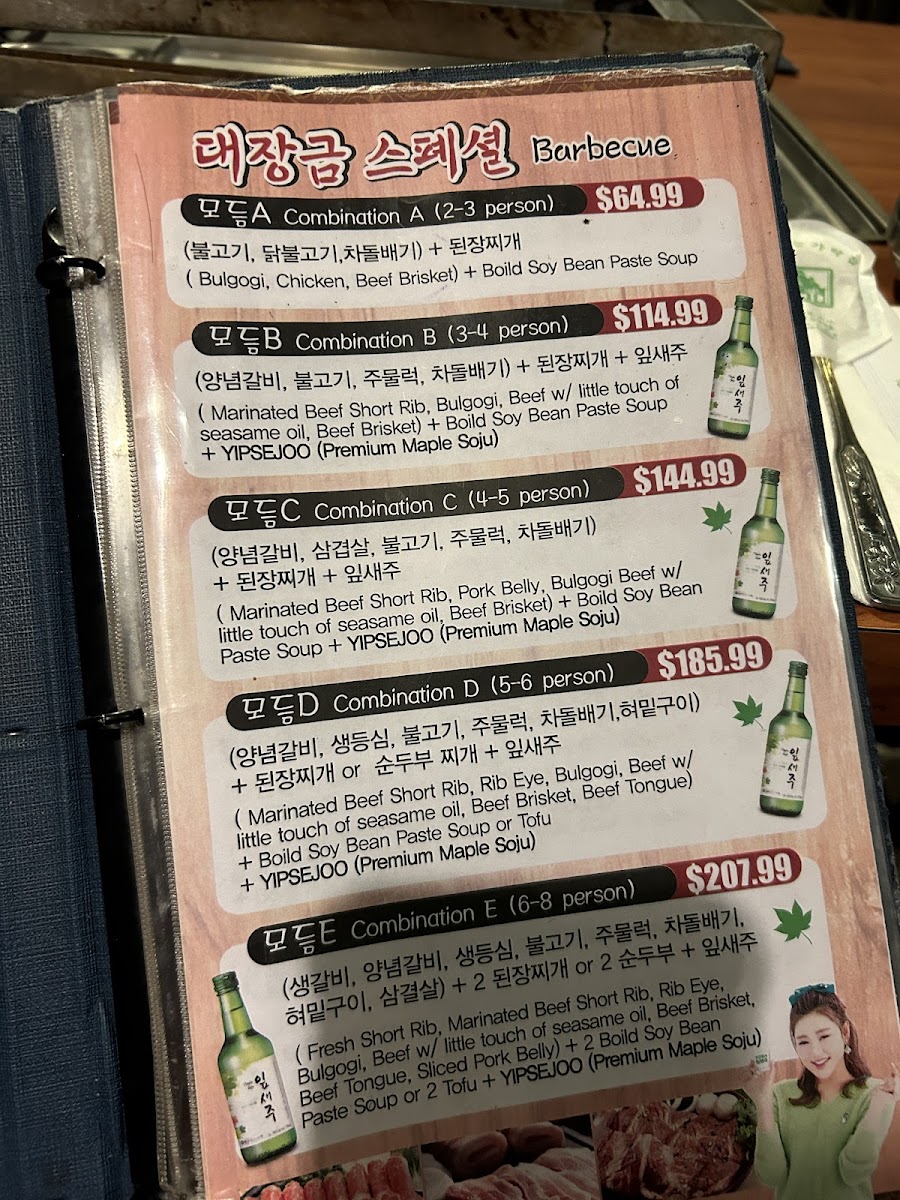 대장금 스페셜 Barbecue
모듬A Combination A (2-3 person) $64.99
(불고기, 닭불고기,차돌배기) + 된장찌개
( Bulgogi, Chicken, Beef Brisket) + Boild Soy Bean Paste Soup
모듬B Combination B (3-4 person) $114.99
(양념갈비, 불고기, 주물럭, 차돌배기) + 된장찌개 + 잎새주
( Marinated Beef Short Rib, Bulgogi, Beef w/ little touch of
seasame oil, Beef Brisket) + Boild Soy Bean Paste Soup
+ YIPSEJOO (Premium Maple Soju)
잎새주
모듬C Combination C (4-5 person) $144.99
(양념갈비, 삼겹살, 불고기, 주물럭, 차돌배기)
+ 된장찌개 + 잎새주
( Marinated Beef Short Rib, Pork Belly, Bulgogi Beef w/
little touch of seasame oil, Beef Brisket) + Boild Soy Bean
Paste Soup + YIPSEJOO (Premium Maple Soju)
잎새주
모듬D Combination D (5-6 person) $185.99
(양념갈비, 생등심, 불고기, 주물럭, 차돌배기,혀밑구이)
+ 된장찌개 or 순두부 찌개 + 잎새주
( Marinated Beef Short Rib, Rib Eye, Bulgogi, Beef w/
little touch of seasame oil, Beef Brisket, Beef Tongue)
+ Boild Soy Bean Paste Soup or Tofu
+ YIPSEJOO (Premium Maple Soju)
잎새주
모듬E Combination E (6-8 person) $207.99
(생갈비, 양념갈비, 생등심, 불고기, 주물럭, 차돌배기,
혀밑구이, 삼결살) + 2 된장찌개 or 2 순두부 + 잎새주
( Fresh Short Rib, Marinated Beef Short Rib, Rib Eye,
Bulgogi, Beef w/ little touch of seasame oil, Beef Brisket,
Beef Tongue, Sliced Pork Belly) + 2 Boild Soy Bean
Paste Soup or 2 Tofu + YIPSEJOO (Premium Maple Soju)
잎새주